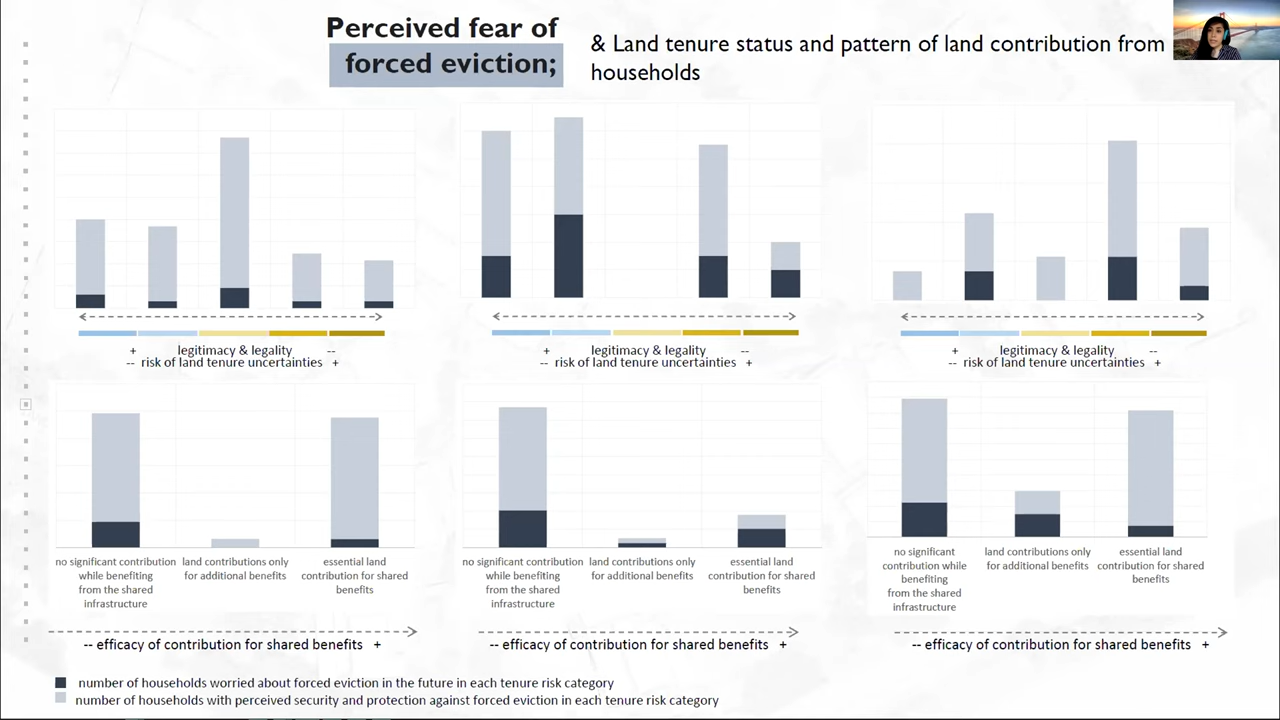 Perceived fear of
forced eviction;
& Land tenure status and pattern of land contribution from
households
+ legitimacy & legality --
-- risk of land tenure uncertainties +
+ legitimacy & legality --
-- risk of land tenure uncertainties +
+ legitimacy & legality --
-- risk of land tenure uncertainties +
no significant contribution
while benefiting
from the shared
infrastructure
land contributions only
for additional benefits
essential land
contribution for shared
benefits
no significant contribution
while benefiting
from the shared
infrastructure
land contributions only
for additional benefits
essential land
contribution for shared
benefits
no significant
contribution while
benefiting
from the shared
infrastructure
land contributions only
for additional benefits
essential land
contribution for shared
benefits
-- efficacy of contribution for shared benefits +
-- efficacy of contribution for shared benefits +
-- efficacy of contribution for shared benefits +
number of households worried about forced eviction in the future in each tenure risk category
number of households with perceived security and protection against forced eviction in each tenure risk category